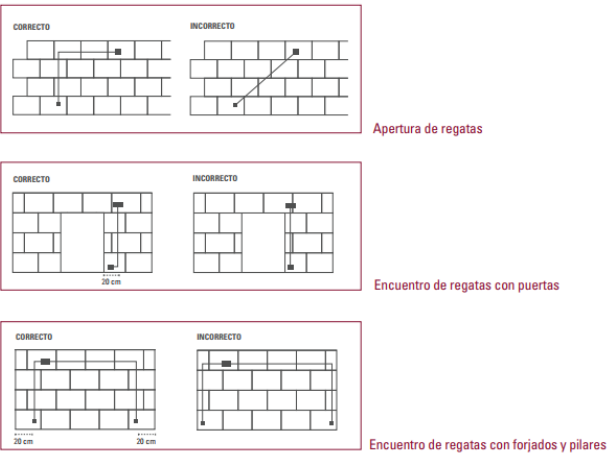 CORRECTO
INCORRECTO
Apertura de regatas
CORRECTO
INCORRECTO
20 cm
Encuentro de regatas con puertas
CORRECTO
INCORRECTO
20 cm
20 cm
Encuentro de regatas con forjados y pilares